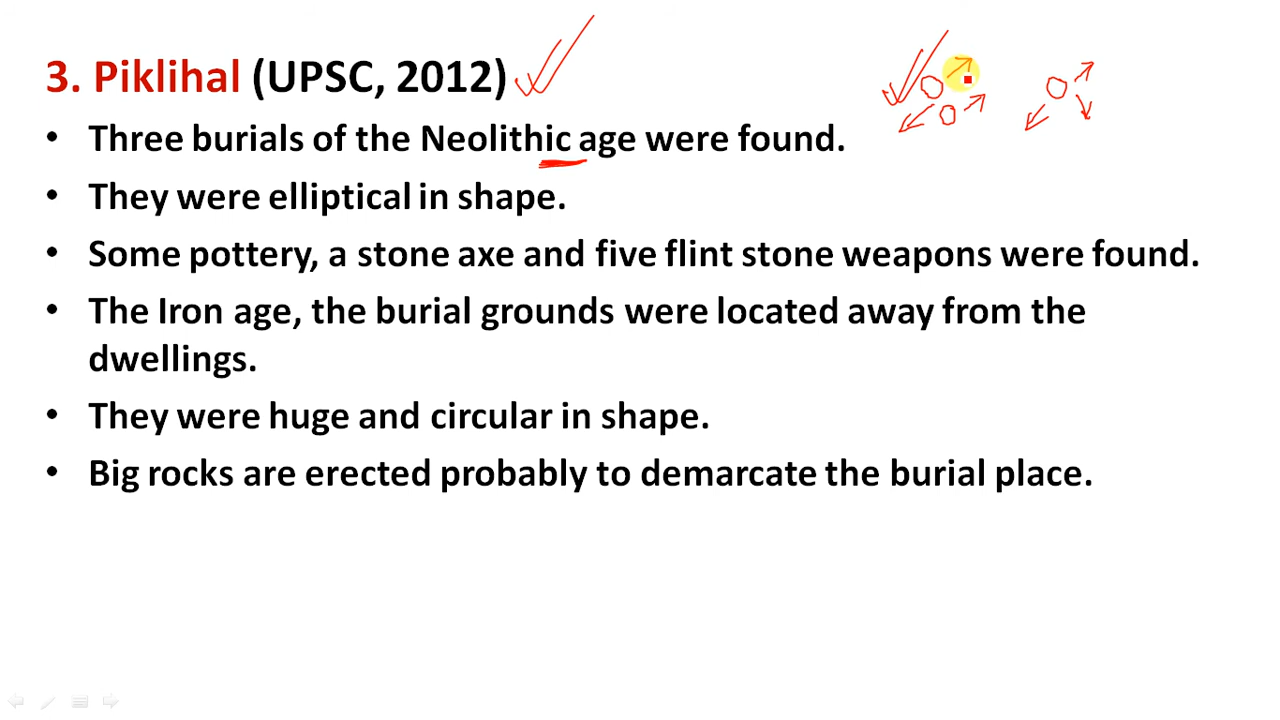 3. Piklihal (UPSC, 2012)
• Three burials of the Neolithic age were found.
• They were elliptical in shape.
• Some pottery, a stone axe and five flint stone weapons were found.
• The Iron age, the burial grounds were located away from the
dwellings.
• They were huge and circular in shape.
• Big rocks are erected probably to demarcate the burial place.